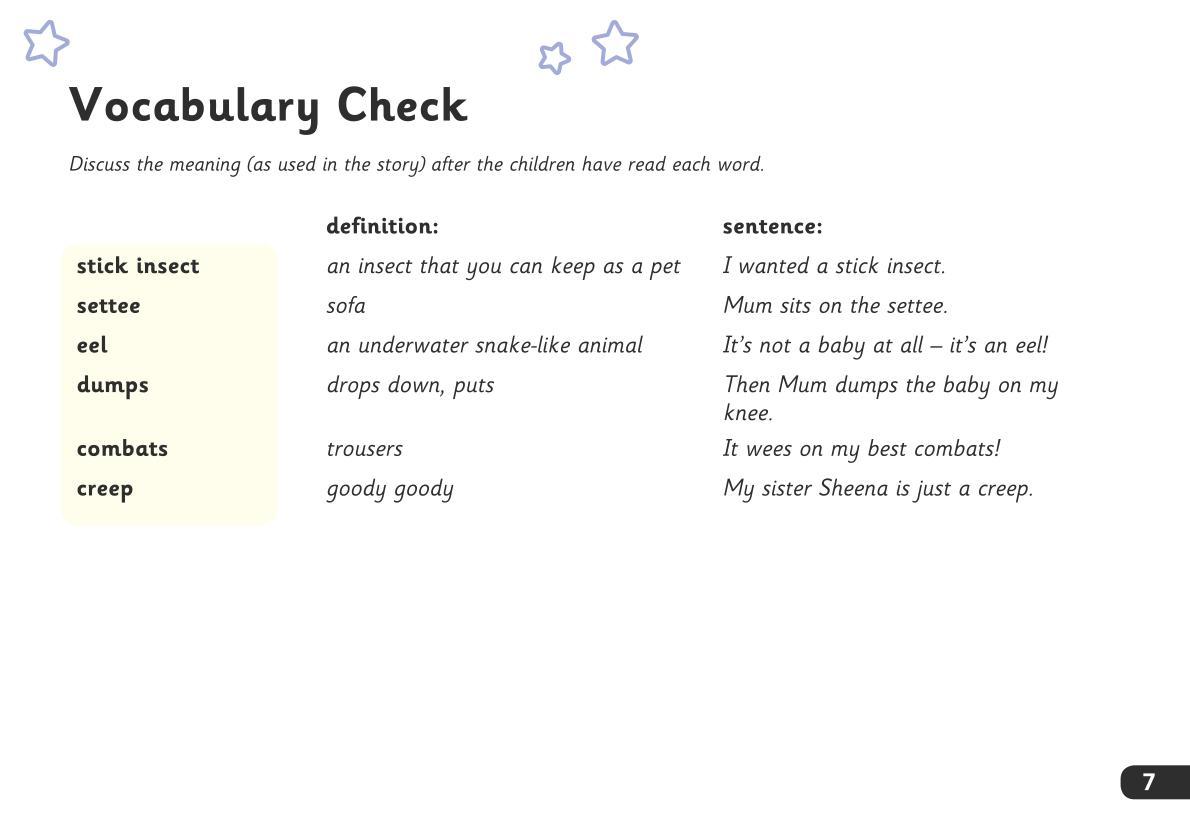 Vocabulary Check
Discuss the meaning (as used in the story) after the children have read each word.
definition: sentence:
stick insect an insect that you can keep as a pet I wanted a stick insect.
settee sofa Mum sits on the settee.
eel an underwater snake-like animal It’s not a baby at all – it’s an eel!
dumps drops down, puts Then Mum dumps the baby on my
knee.
combats trousers It wees on my best combats!
creep goody goody My sister Sheena is just a creep.
7